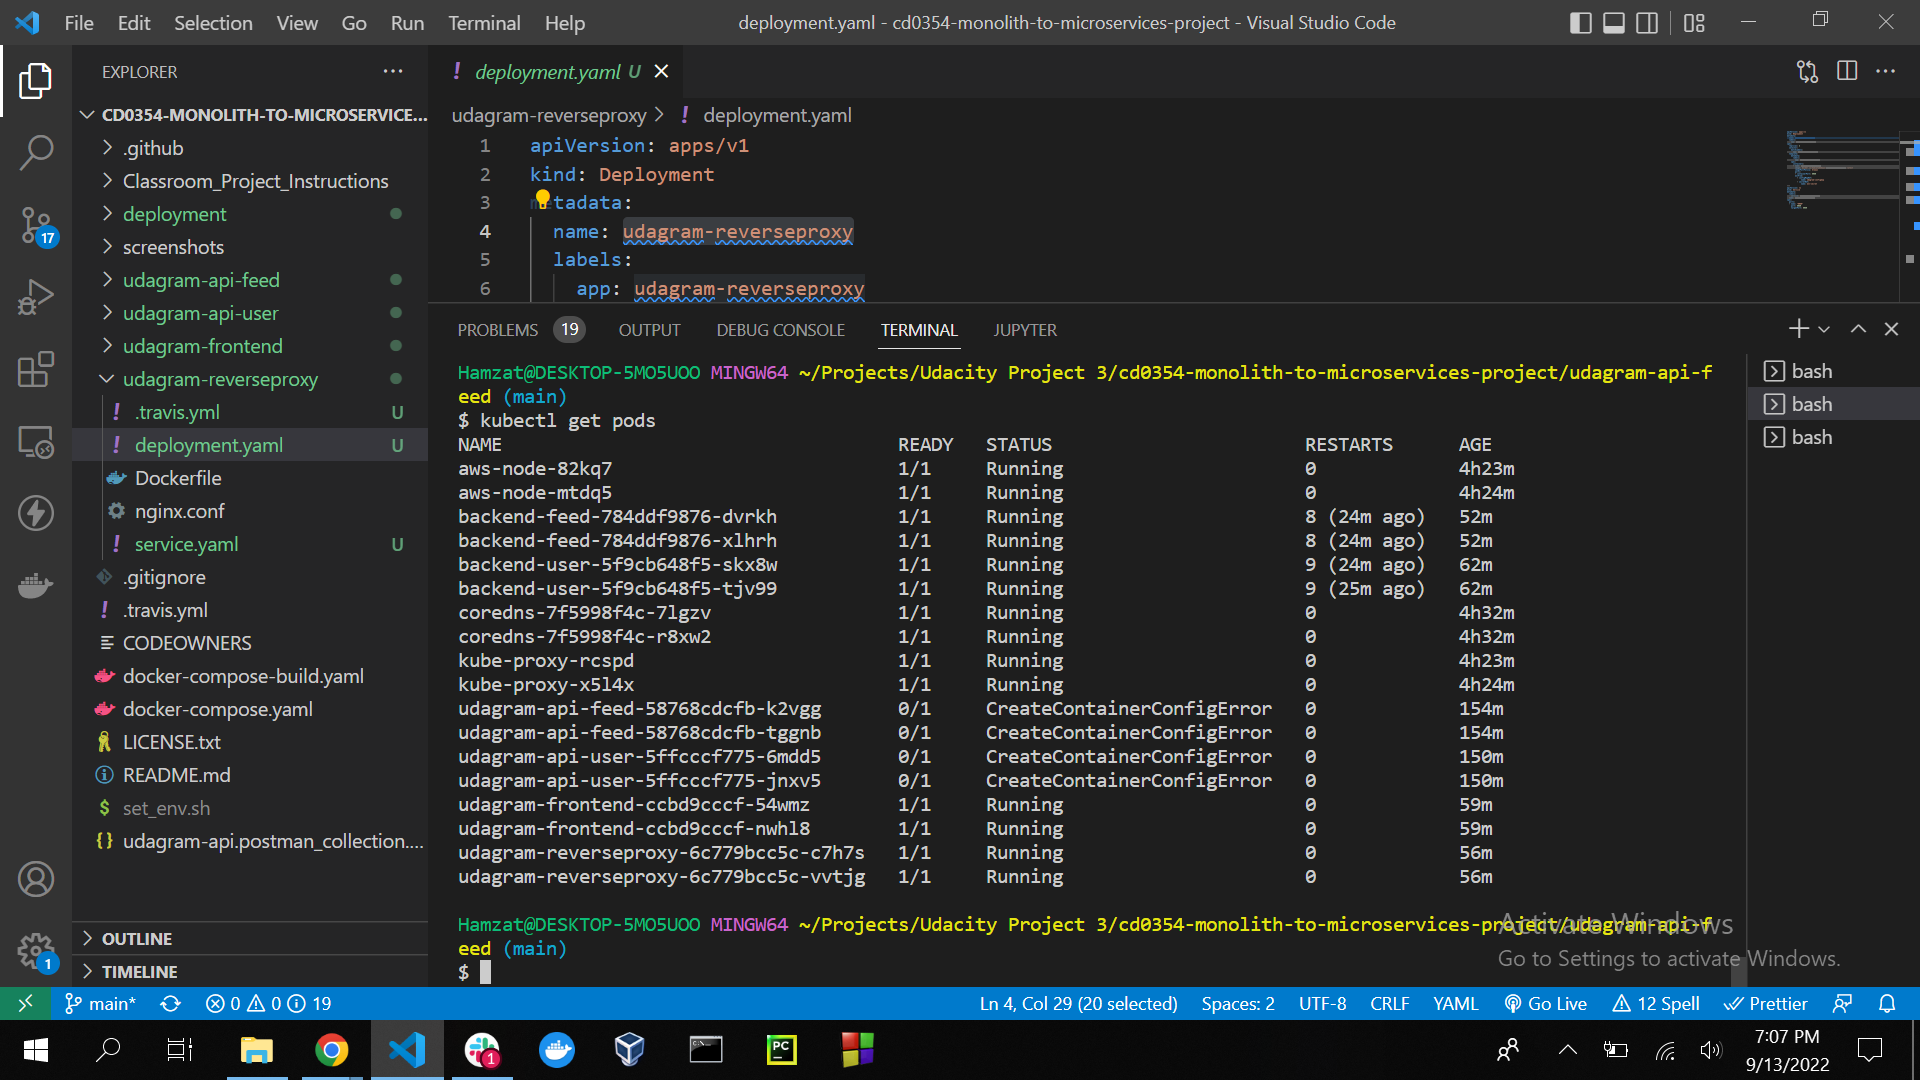 File Edit Selection View Go Run Terminal Help
deployment.yaml - cd0354-monolith-to-microservices-project - Visual Studio Code
EXPLORER
CD0354-MONOLITH-TO-MICROSERVICE...
.github
Classroom_Project_Instructions
deployment
screenshots
udagram-api-feed
udagram-api-user
udagram-frontend
udagram-reverseproxy
.travis.yml U
deployment.yaml U
Dockerfile
nginx.conf
service.yaml U
.gitignore
.travis.yml
CODEOWNERS
docker-compose-build.yaml
docker-compose.yaml
LICENSE.txt
README.md
set_env.sh
udagram-api.postman_collection....
OUTLINE
TIMELINE
17
1
deployment.yaml U
udagram-reverseproxy > deployment.yaml
1 apiVersion: apps/v1
2 kind: Deployment
3 metadata:
4 name: udagram-reverseproxy
5 labels:
6 app: udagram-reverseproxy
PROBLEMS 19 OUTPUT DEBUG CONSOLE TERMINAL JUPYTER
Hamzat@DESKTOP-5MO5UOO MINGW64 ~/Projects/Udacity Project 3/cd0354-monolith-to-microservices-project/udagram-api-f
eed (main)
$ kubectl get pods
NAME READY STATUS RESTARTS AGE
aws-node-82kq7 1/1 Running 0 4h23m
aws-node-mtdq5 1/1 Running 0 4h24m
backend-feed-784ddf9876-dvrkh 1/1 Running 8 (24m ago) 52m
backend-feed-784ddf9876-xlhrh 1/1 Running 8 (24m ago) 52m
backend-user-5f9cb648f5-skx8w 1/1 Running 9 (24m ago) 62m
backend-user-5f9cb648f5-tjv99 1/1 Running 9 (25m ago) 62m
coredns-7f5998f4c-7lgzv 1/1 Running 0 4h32m
coredns-7f5998f4c-r8xw2 1/1 Running 0 4h32m
kube-proxy-rcspd 1/1 Running 0 4h23m
kube-proxy-x5l4x 1/1 Running 0 4h24m
udagram-api-feed-58768cdcfb-k2vgg 0/1 CreateContainerConfigError 0 154m
udagram-api-feed-58768cdcfb-tggnb 0/1 CreateContainerConfigError 0 154m
udagram-api-user-5ffcccf775-6mdd5 0/1 CreateContainerConfigError 0 150m
udagram-api-user-5ffcccf775-jnxv5 0/1 CreateContainerConfigError 0 150m
udagram-frontend-ccbd9cccf-54wmz 1/1 Running 0 59m
udagram-frontend-ccbd9cccf-nwhl8 1/1 Running 0 59m
udagram-reverseproxy-6c779bcc5c-c7h7s 1/1 Running 0 56m
udagram-reverseproxy-6c779bcc5c-vvtjg 1/1 Running 0 56m
Hamzat@DESKTOP-5MO5UOO MINGW64 ~/Projects/Udacity Project 3/cd0354-monolith-to-microservices-project/udagram-api-f
eed (main)
$
bash
bash
bash
Activate Windows
Go to Settings to activate Windows.
main* 0 0 19
Ln 4, Col 29 (20 selected) Spaces: 2 UTF-8 CRLF YAML Go Live 12 Spell Prettier
1
PC
7:07 PM
9/13/2022